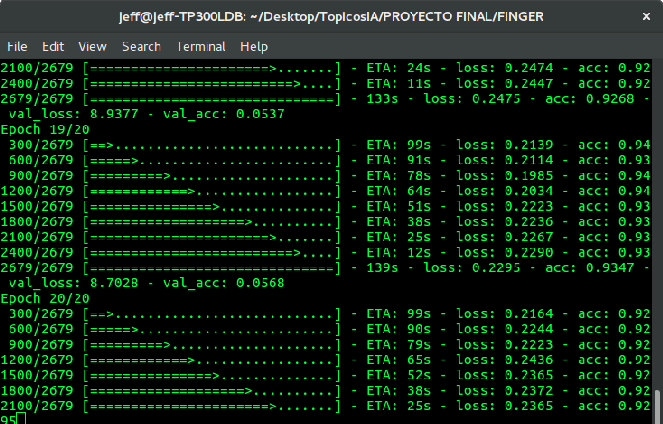 jeff@jeff-TP300LDB: ~/Desktop/TopicosIA/PROYECTO FINAL/FINGER
File Edit View Search Terminal Help
2100/2679 [======================>.......] - ETA: 24s - loss: 0.2474 - acc: 0.92
2400/2679 [=========================>....] - ETA: 11s - loss: 0.2447 - acc: 0.92
2679/2679 [==============================] - 133s - loss: 0.2475 - acc: 0.9268 -
val_loss: 8.9377 - val_acc: 0.0537
Epoch 19/20
300/2679 [==>...........................] - ETA: 99s - loss: 0.2139 - acc: 0.94
600/2679 [=====>........................] - ETA: 91s - loss: 0.2114 - acc: 0.93
900/2679 [=========>....................] - ETA: 78s - loss: 0.1985 - acc: 0.94
1200/2679 [============>.................] - ETA: 64s - loss: 0.2034 - acc: 0.94
1500/2679 [===============>..............] - ETA: 51s - loss: 0.2223 - acc: 0.93
1800/2679 [===================>..........] - ETA: 38s - loss: 0.2236 - acc: 0.93
2100/2679 [======================>.......] - ETA: 25s - loss: 0.2267 - acc: 0.93
2400/2679 [=========================>....] - ETA: 12s - loss: 0.2290 - acc: 0.93
2679/2679 [==============================] - 139s - loss: 0.2295 - acc: 0.9347 -
val_loss: 8.7028 - val_acc: 0.0568
Epoch 20/20
300/2679 [==>...........................] - ETA: 99s - loss: 0.2164 - acc: 0.92
600/2679 [=====>........................] - ETA: 90s - loss: 0.2244 - acc: 0.92
900/2679 [=========>....................] - ETA: 79s - loss: 0.2223 - acc: 0.92
1200/2679 [============>.................] - ETA: 65s - loss: 0.2436 - acc: 0.92
1500/2679 [===============>..............] - ETA: 52s - loss: 0.2365 - acc: 0.92
1800/2679 [===================>..........] - ETA: 38s - loss: 0.2372 - acc: 0.92
2100/2679 [======================>.......] - ETA: 25s - loss: 0.2365 - acc: 0.92
95